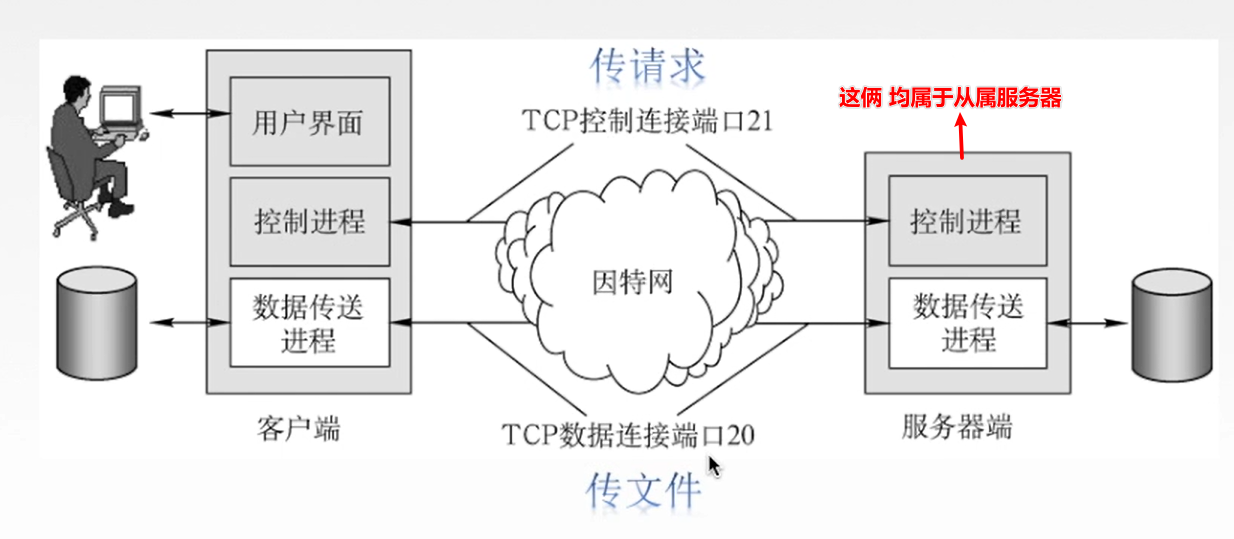 传请求
这俩 均属于从属服务器
TCP控制连接端口21
用户界面
控制进程
控制进程
因特网
数据传送
进程
数据传送
进程
客户端
服务器端
TCP数据连接端口20
传文件